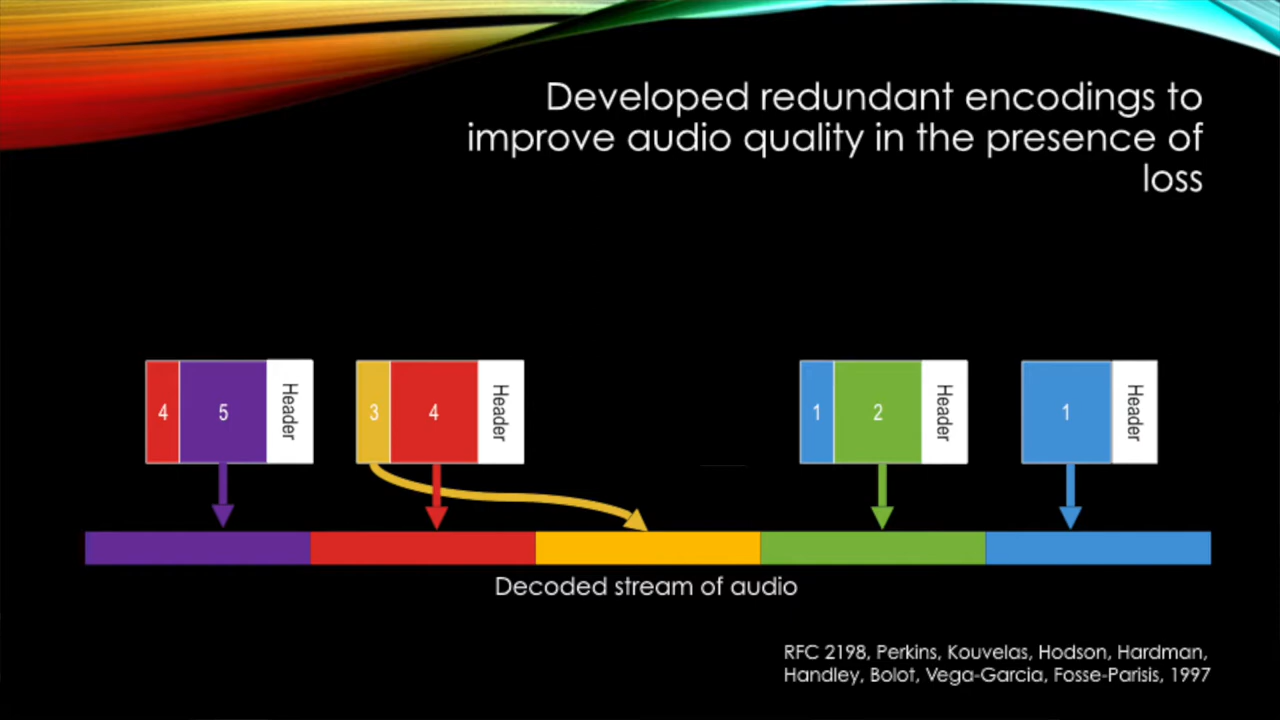 Developed redundant encodings to
improve audio quality in the presence of
loss
4 5 Header
3 4 Header
1 2 Header
1 Header
Decoded stream of audio
RFC 2198, Perkins, Kouvelas, Hodson, Hardman,
Handley, Bolot, Vega-Garcia, Fosse-Parisis, 1997